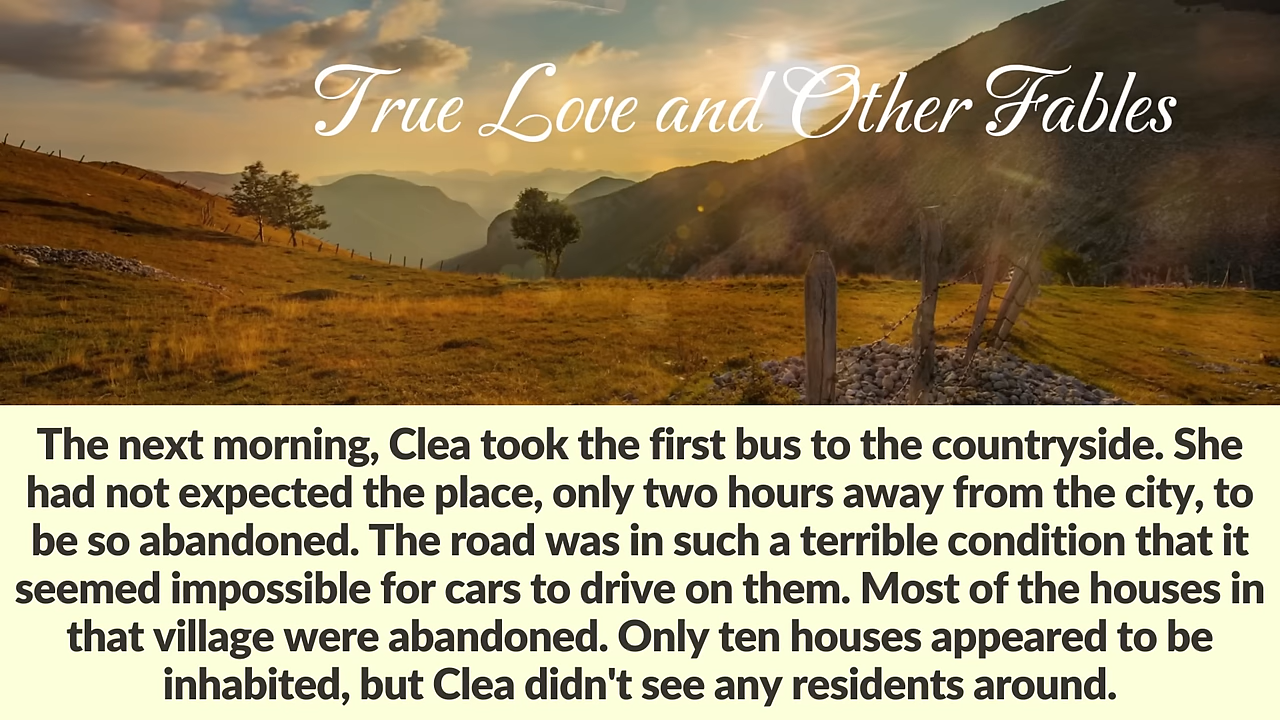 True Love and Other Fables
The next morning, Clea took the first bus to the countryside. She
had not expected the place, only two hours away from the city, to
be so abandoned. The road was in such a terrible condition that it
seemed impossible for cars to drive on them. Most of the houses in
that village were abandoned. Only ten houses appeared to be
inhabited, but Clea didn't see any residents around.